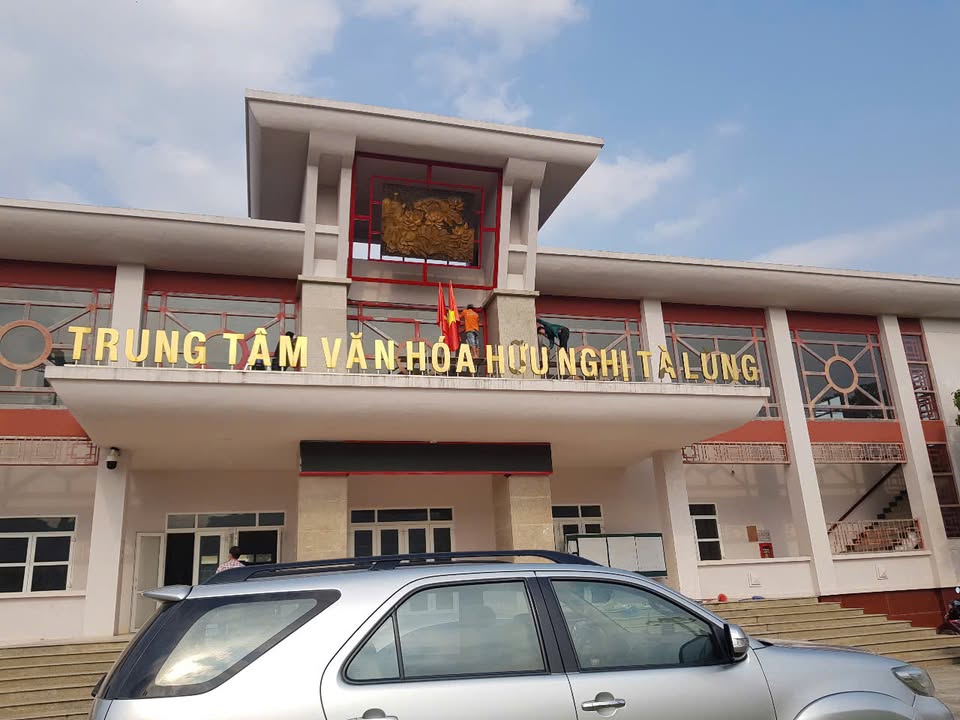 TRUNG TÂM VĂN HÓA HỮU NGHỊ TÀ LÙNG